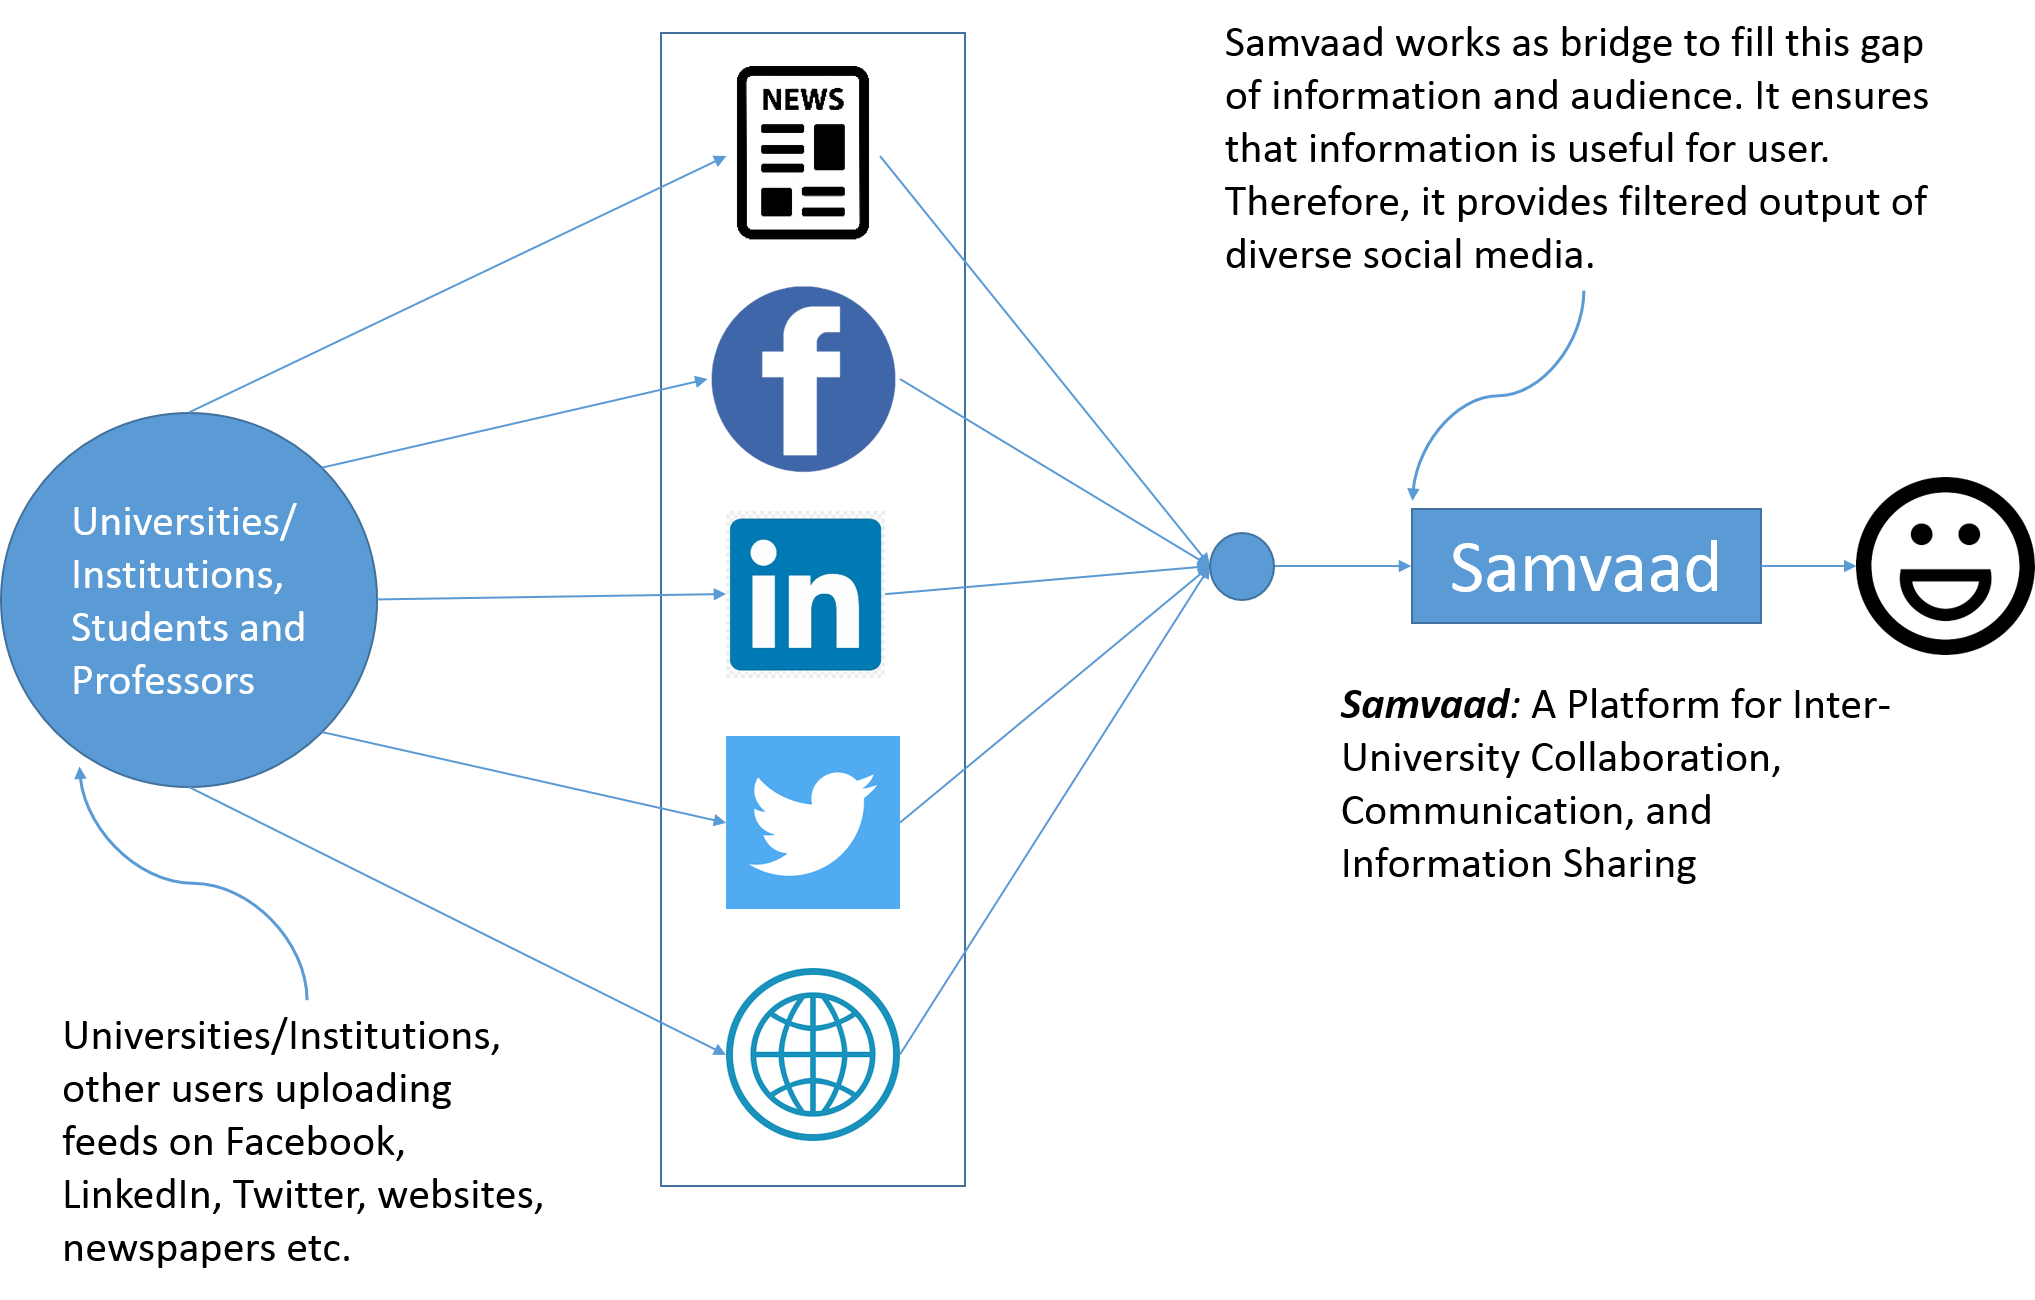 Samvaad works as bridge to fill this gap
of information and audience. It ensures
that information is useful for user.
Therefore, it provides filtered output of
diverse social media.
NEWS
f
in
Universities/
Institutions,
Students and
Professors
Samvaad
Samvaad: A Platform for Inter-
University Collaboration,
Communication, and
Information Sharing
Universities/Institutions,
other users uploading
feeds on Facebook,
LinkedIn, Twitter, websites,
newspapers etc.